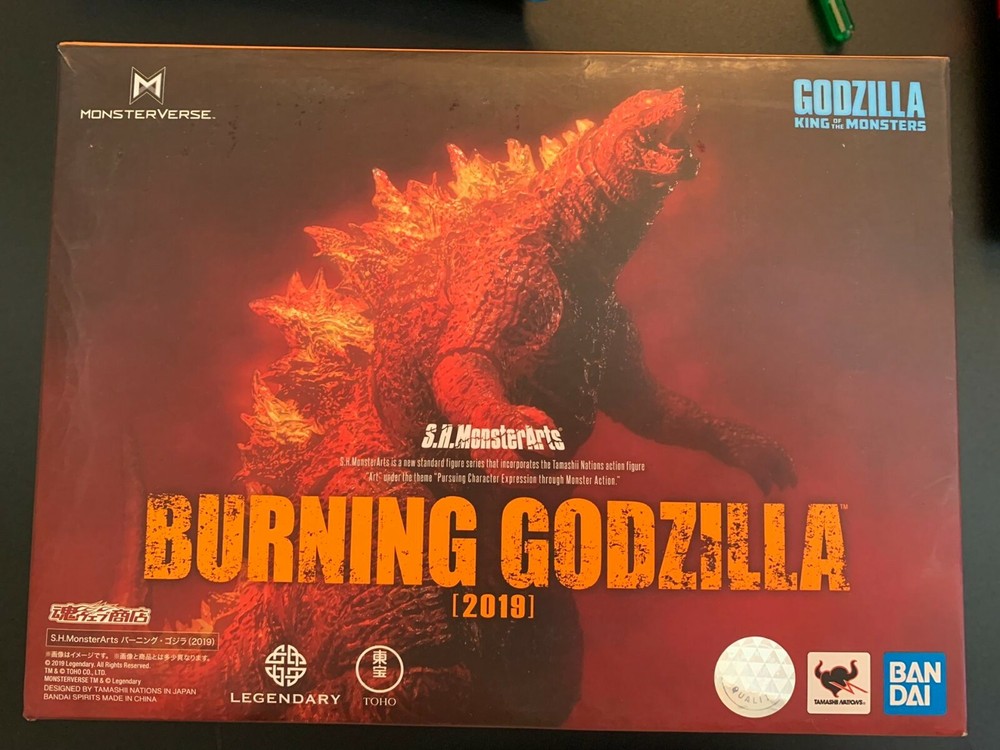 MONSTERVERSE™
GODZILLA
KING OF THE MONSTERS
S.H.MonsterArts
S.H.MonsterArts is a new standard figure series that incorporates the Tamashii Nations action figure
"Art" under the theme "Pursuing Character Expression through Monster Action."
BURNING GODZILLA™
[2019]
魂ウェブ商店
S.H.MonsterArts バーニング・ゴジラ(2019)
※画像はイメージです。 ※画像と商品とは多少異なります。
© 2019 Legendary. All Rights Reserved.
TM & © TOHO CO., LTD.
MONSTERVERSE TM & © Legendary
DESIGNED BY TAMASHII NATIONS IN JAPAN
BANDAI SPIRITS MADE IN CHINA
LEGENDARY
東宝
TOHO
TAMASHII NATIONS
BAN
DAI